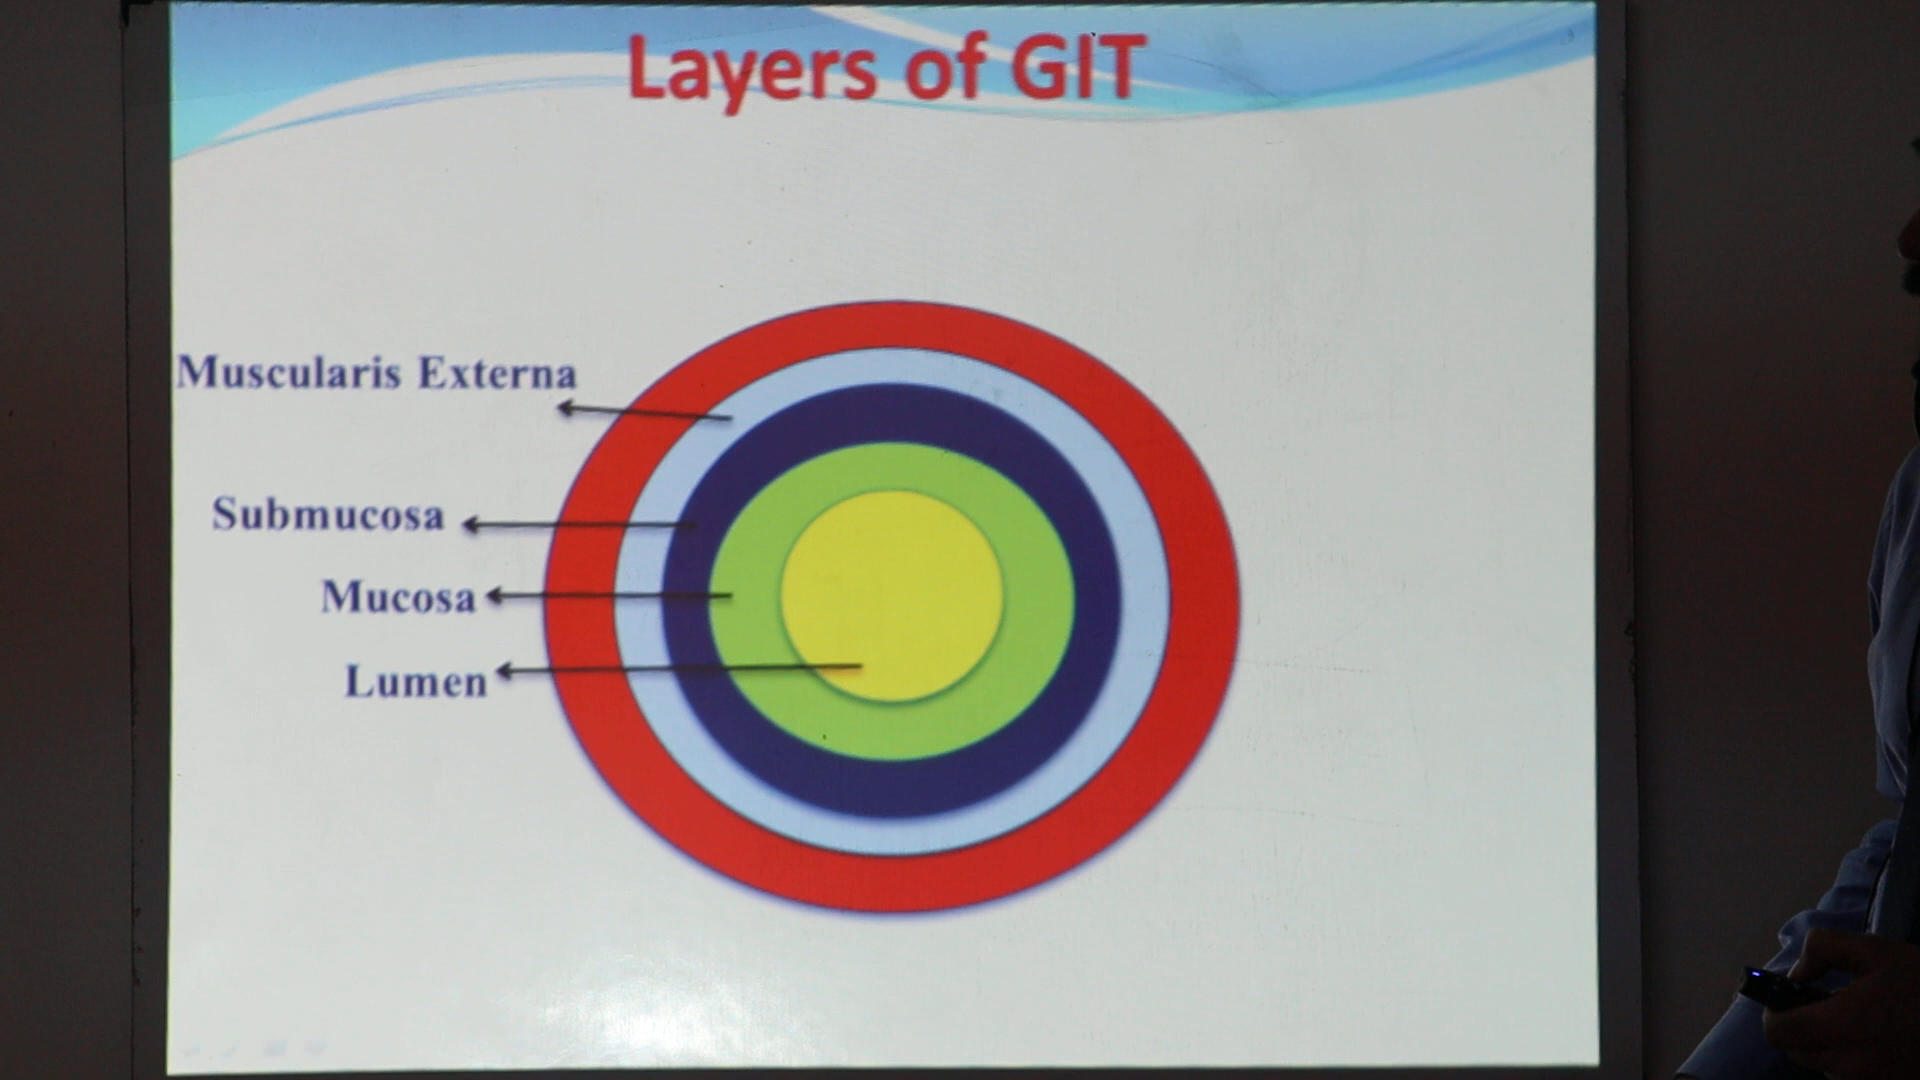 Layers of GIT
Muscularis Externa
Submucosa
Mucosa
Lumen